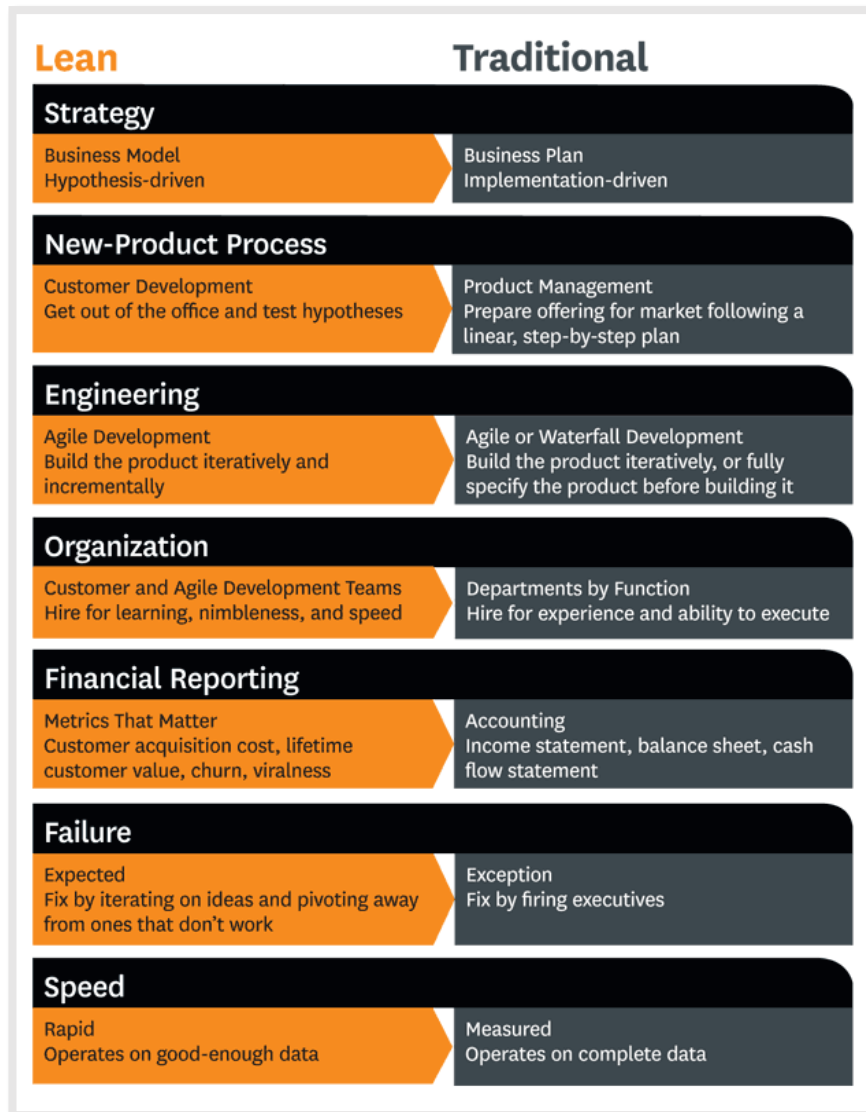 Lean
Traditional
Strategy
Business Model
Hypothesis-driven
Business Plan
Implementation-driven
New-Product Process
Customer Development
Get out of the office and test hypotheses
Product Management
Prepare offering for market following a
linear, step-by-step plan
Engineering
Agile Development
Build the product iteratively and
incrementally
Agile or Waterfall Development
Build the product iteratively, or fully
specify the product before building it
Organization
Customer and Agile Development Teams
Hire for learning, nimbleness, and speed
Departments by Function
Hire for experience and ability to execute
Financial Reporting
Metrics That Matter
Customer acquisition cost, lifetime
customer value, churn, viralness
Accounting
Income statement, balance sheet, cash
flow statement
Failure
Expected
Fix by iterating on ideas and pivoting away
from ones that don’t work
Exception
Fix by firing executives
Speed
Rapid
Operates on good-enough data
Measured
Operates on complete data